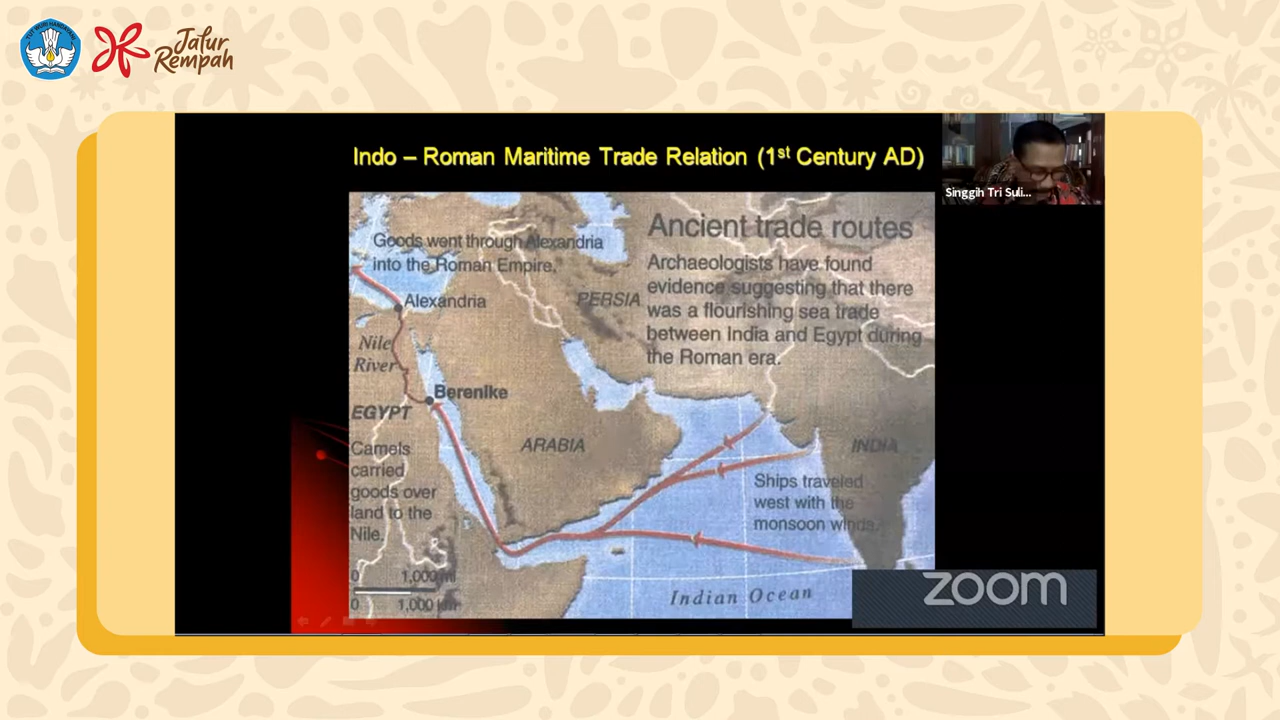 TUT WURI HANDAYANI
Jalur
Rempah
Indo – Roman Maritime Trade Relation (1st Century AD)
Singgih Tri Suli...
Goods went through Alexandria
into the Roman Empire.
Ancient trade routes
Archaeologists have found
evidence suggesting that there
was a flourishing sea trade
between India and Egypt during
the Roman era.
PERSIA
Alexandria
Nile
River
Berenike
EGYPT
ARABIA
INDIA
Camels
carried
goods over
land to the
Nile.
Ships traveled
west with the
monsoon winds.
0 1,000 mi
0 1,000 km
Indian Ocean
zoom